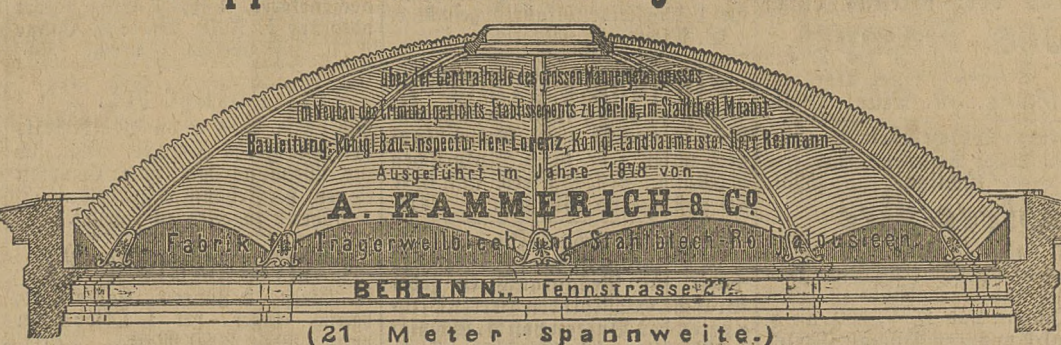 über der Centralhalle des grossen Männergefängnisses
im Neubau des Criminalgerichts-Etablissements zu Berlin, im Stadttheil Moabit.
Bauleitung: Königl. Bau-Inspector Herr Lorenz, Königl. Landbaumeister Herr Reimann.
Ausgeführt im Jahre 1878 von
A. KAMMERICH & Cº
Fabrik für Trägerwellblech und Stahlblech-Rolljalousieen.
BERLIN N., Fennstrasse 27.
(21 Meter Spannweite.)